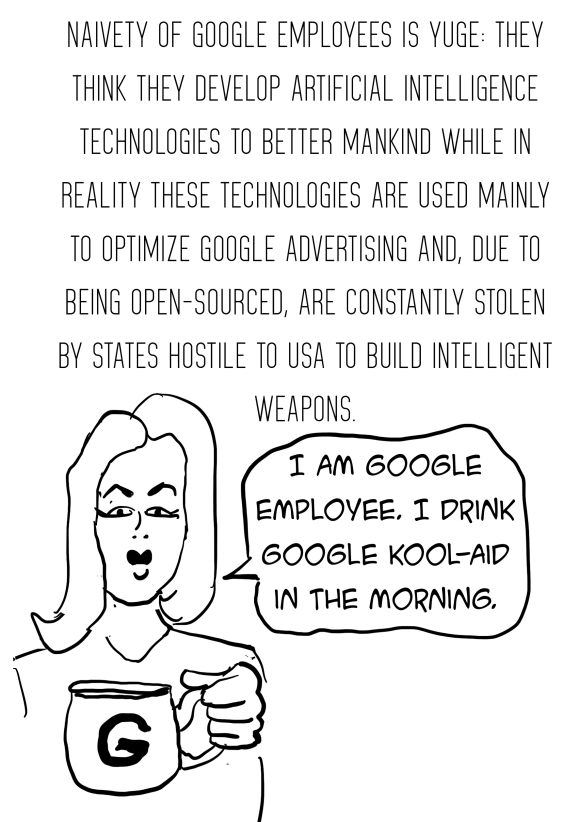 NAIVETY OF GOOGLE EMPLOYEES IS YUGE: THEY
THINK THEY DEVELOP ARTIFICIAL INTELLIGENCE
TECHNOLOGIES TO BETTER MANKIND WHILE IN
REALITY THESE TECHNOLOGIES ARE USED MAINLY
TO OPTIMIZE GOOGLE ADVERTISING AND, DUE TO
BEING OPEN-SOURCED, ARE CONSTANTLY STOLEN
BY STATES HOSTILE TO USA TO BUILD INTELLIGENT
WEAPONS.
I AM GOOGLE
EMPLOYEE. I DRINK
GOOGLE KOOL-AID
IN THE MORNING.
G